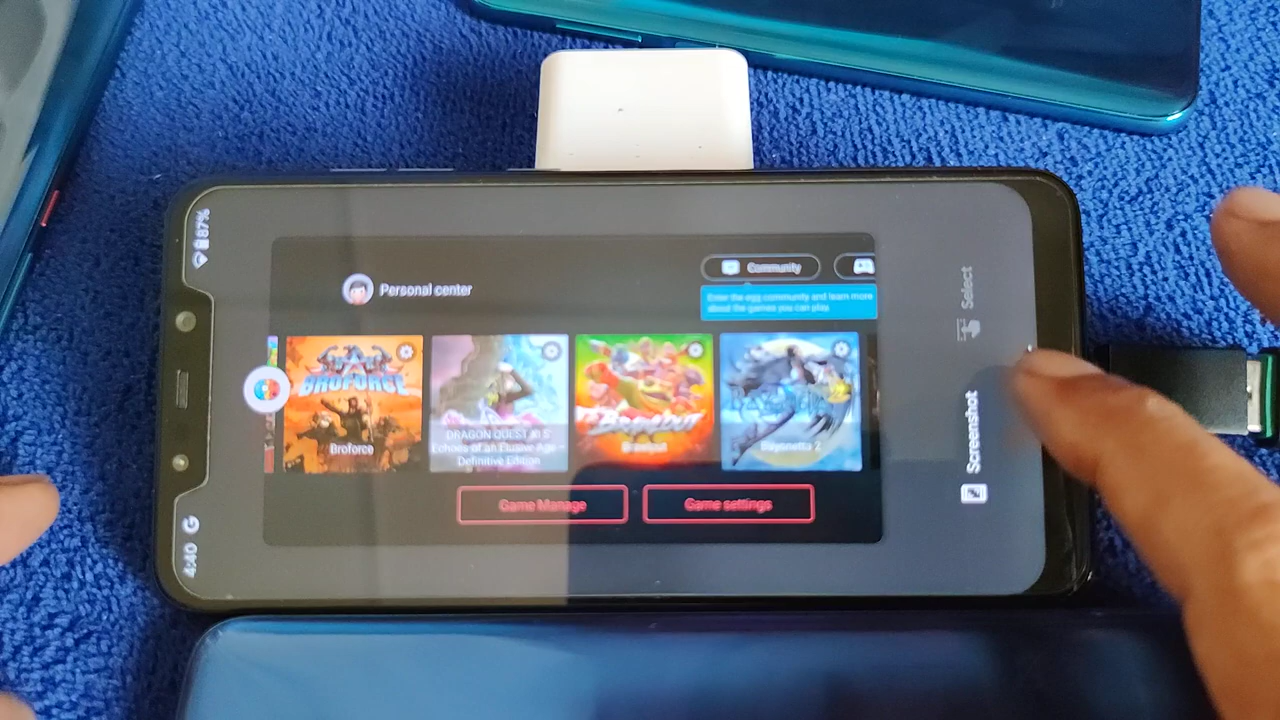 87%
4:40 G
Personal center
Community
Enter the egg community and learn more
about the games you can play.
BROFORCE
Broforce
DRAGON QUEST XI S:
Echoes of an Elusive Age –
Definitive Edition
Brawlout
Brawlout
2
Bayonetta 2
Game Manage
Game settings
Select
Screenshot